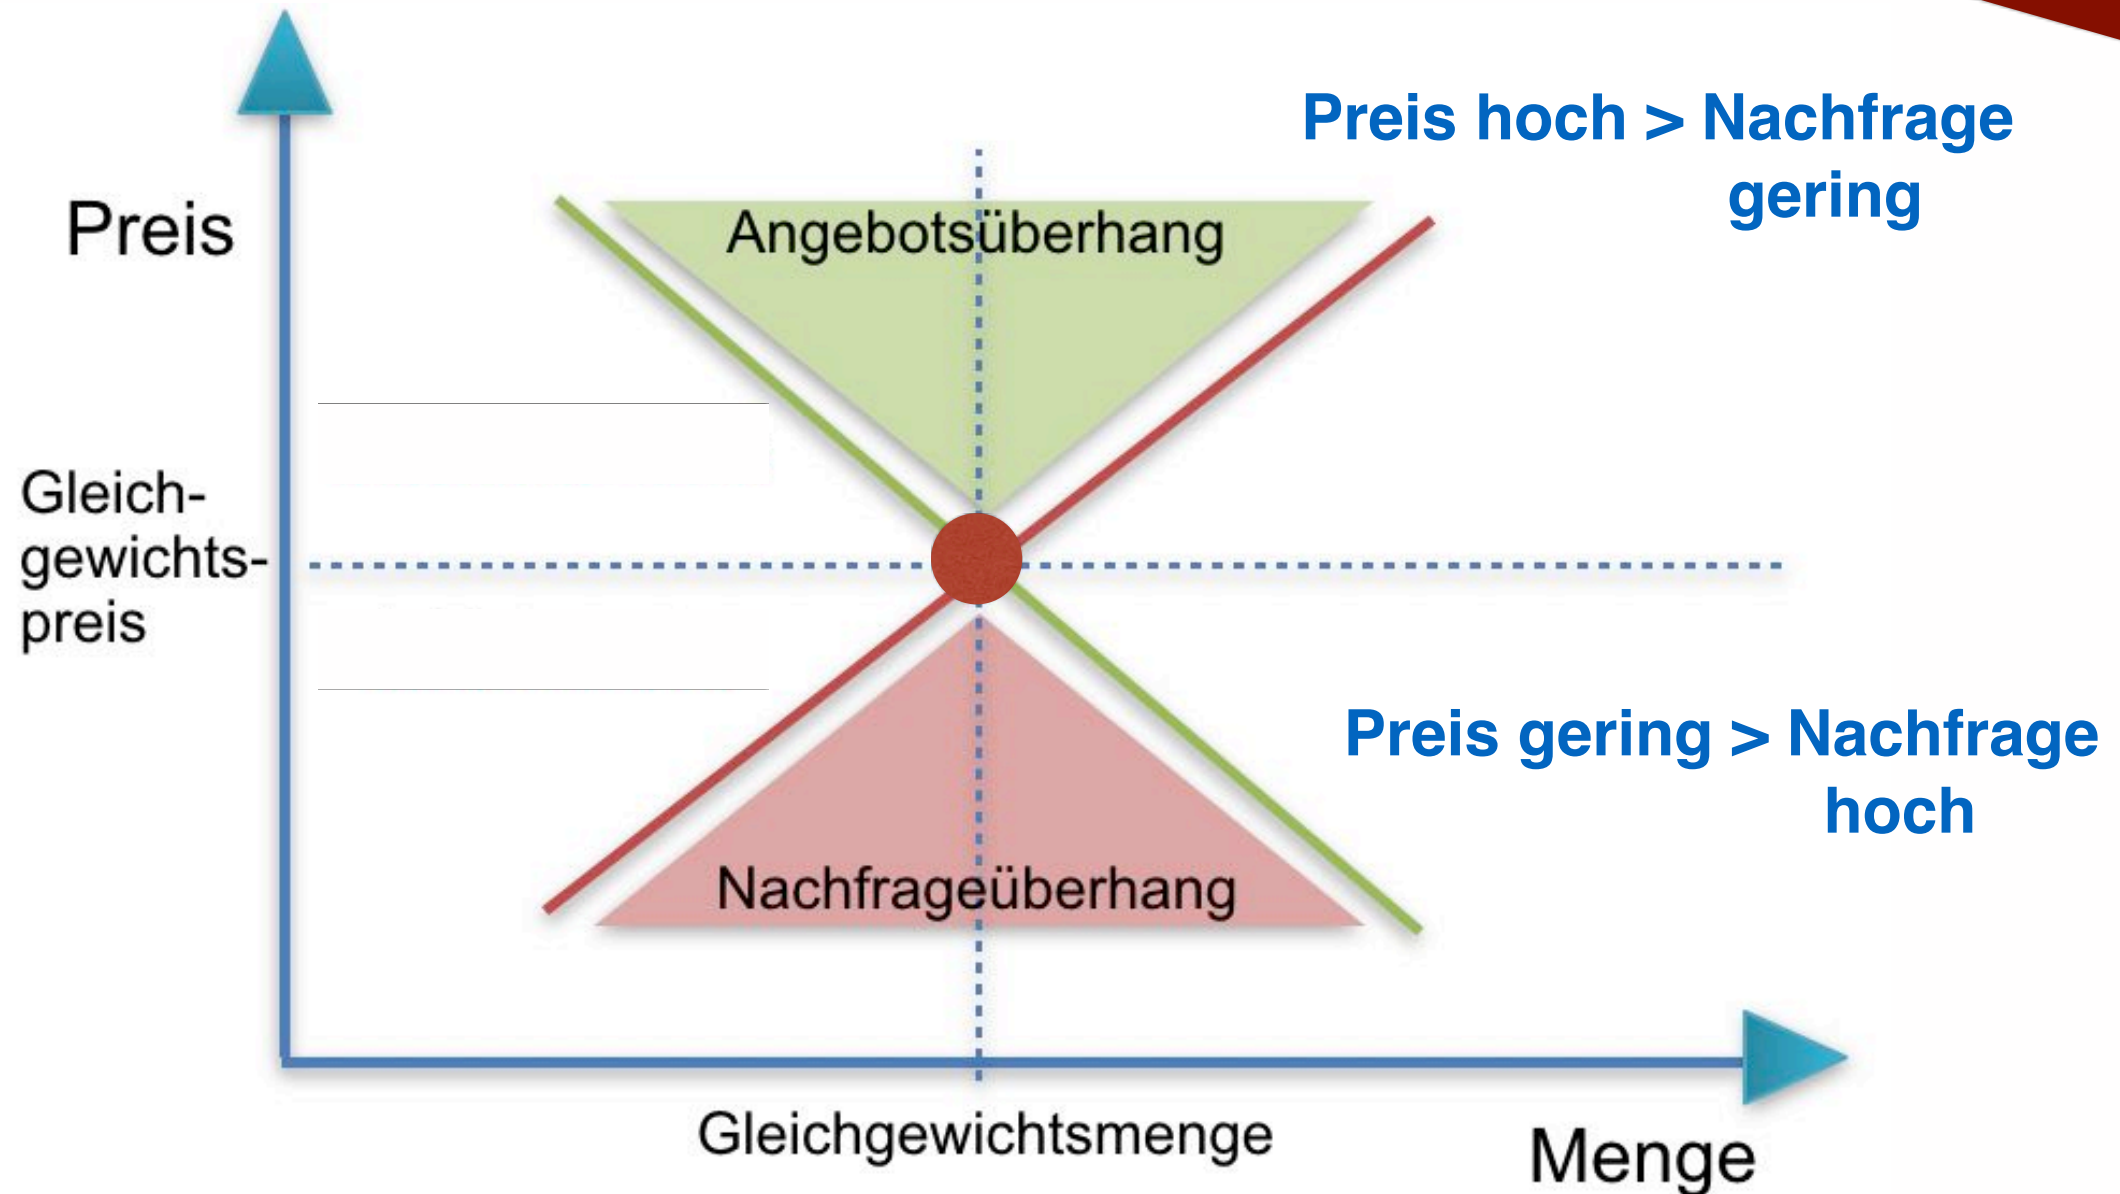 Preis hoch > Nachfrage
gering
Preis
Angebotsüberhang
Gleich-
gewichts-
preis
Preis gering > Nachfrage
hoch
Nachfrageüberhang
Gleichgewichtsmenge
Menge